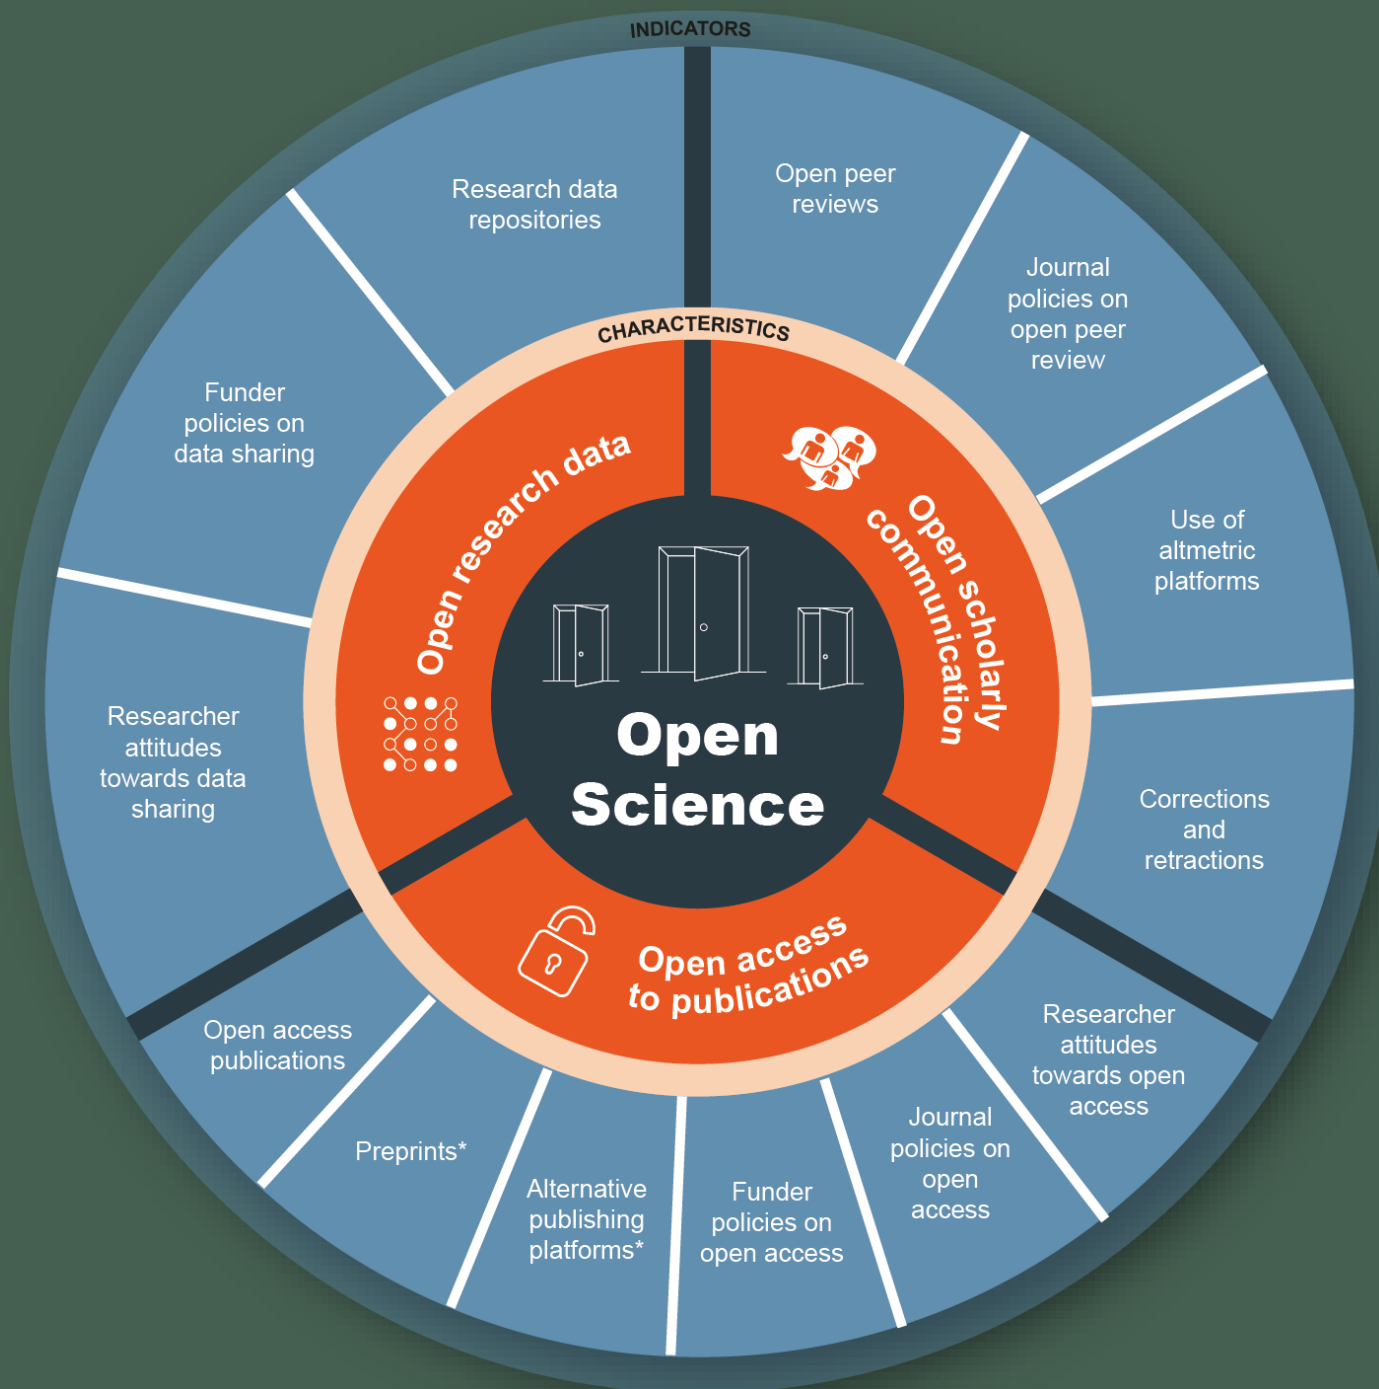 INDICATORS
Research data
repositories
Open peer
reviews
Journal
policies on
open peer
review
Funder
policies on
data sharing
Use of
altmetric
platforms
Researcher
attitudes
towards data
sharing
Corrections
and
retractions
CHARACTERISTICS
Open research data
Open scholarly
communication
Open
Science
Open access
to publications
Open access
publications
Preprints*
Alternative
publishing
platforms*
Funder
policies on
open access
Journal
policies on
open
access
Researcher
attitudes
towards open
access